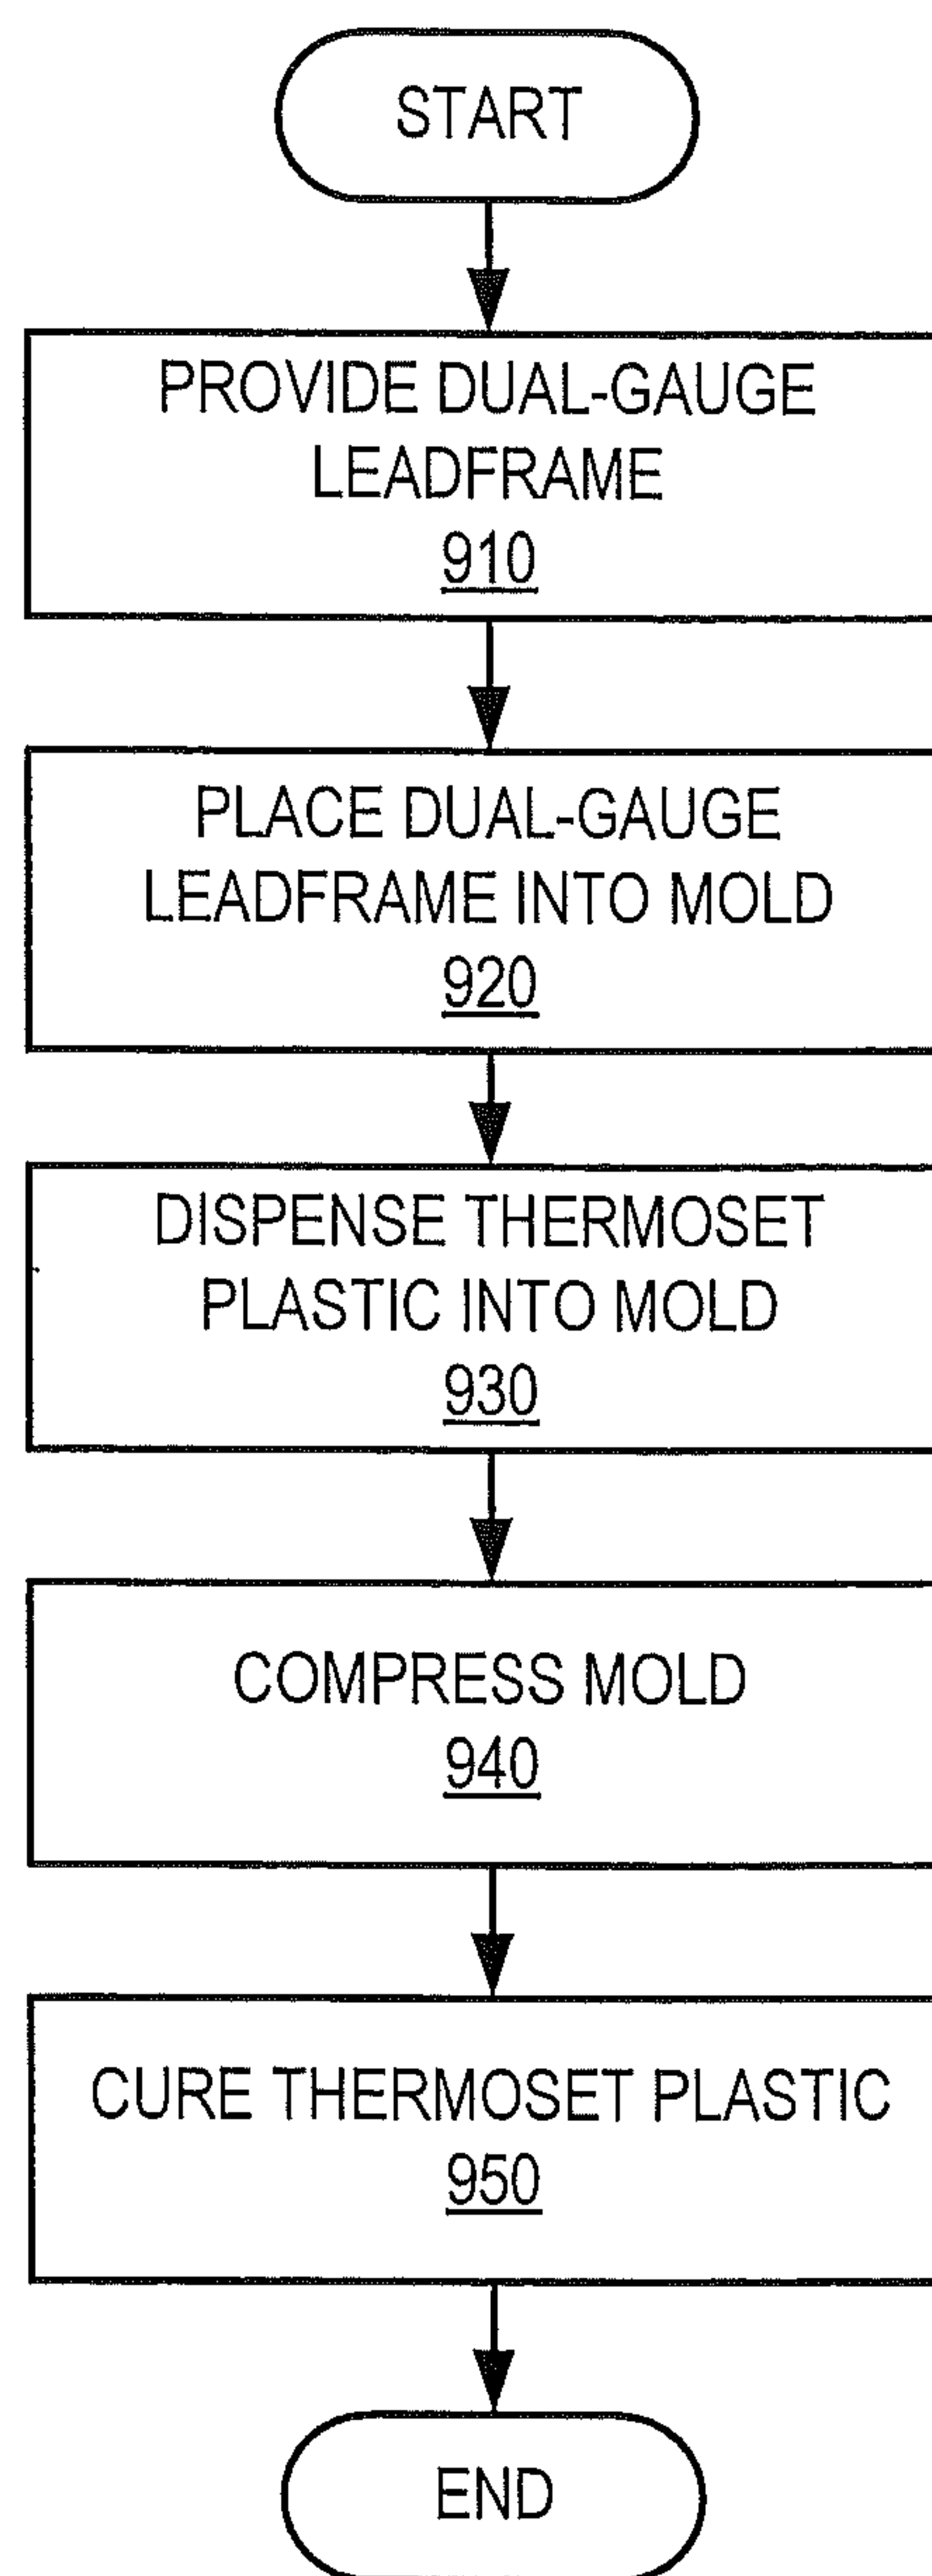 START
PROVIDE DUAL-GAUGE
LEADFRAME
910
PLACE DUAL-GAUGE
LEADFRAME INTO MOLD
920
DISPENSE THERMOSET
PLASTIC INTO MOLD
930
COMPRESS MOLD
940
CURE THERMOSET PLASTIC
950
END